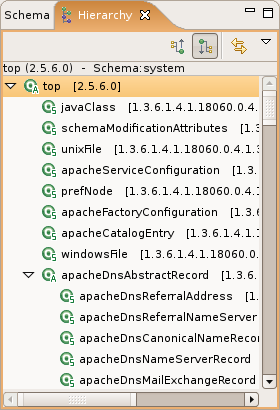 Schema Hierarchy
top (2.5.6.0) - Schema:system
top [2.5.6.0]
javaClass [1.3.6.1.4.1.18060.0.4.
schemaModificationAttributes [1.3.6.1
unixFile [1.3.6.1.4.1.18060.0.4.1
apacheServiceConfiguration [1.3.6.1
prefNode [1.3.6.1.4.1.18060.0.4.
apacheFactoryConfiguration [1.3.6.
apacheCatalogEntry [1.3.6.1.4.1.1
windowsFile [1.3.6.1.4.1.18060.0
apacheDnsAbstractRecord [1.3.6.
apacheDnsReferralAddress [1.
apacheDnsReferralNameServer
apacheDnsCanonicalNameRecor
apacheDnsNameServerRecord
apacheDnsMailExchangeRecord